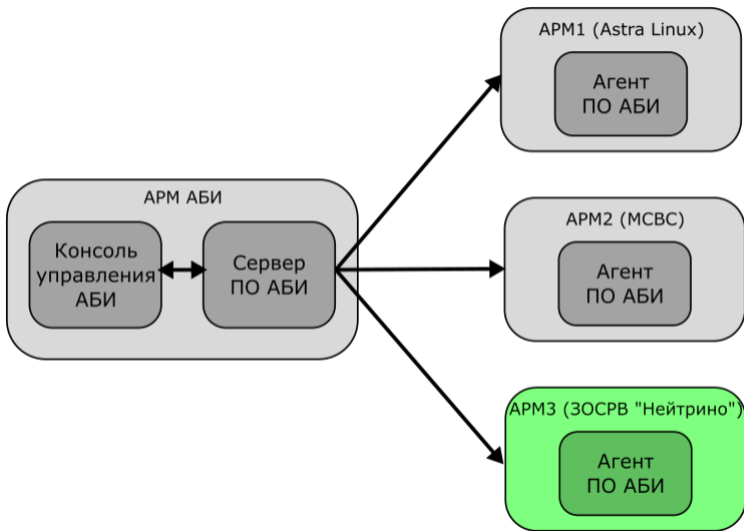 АРМ1 (Astra Linux)
Агент
ПО АБИ
АРМ АБИ
Консоль
управления
АБИ
Сервер
ПО АБИ
АРМ2 (МСВС)
Агент
ПО АБИ
АРМ3 (ЗОСРВ "Нейтрино")
Агент
ПО АБИ